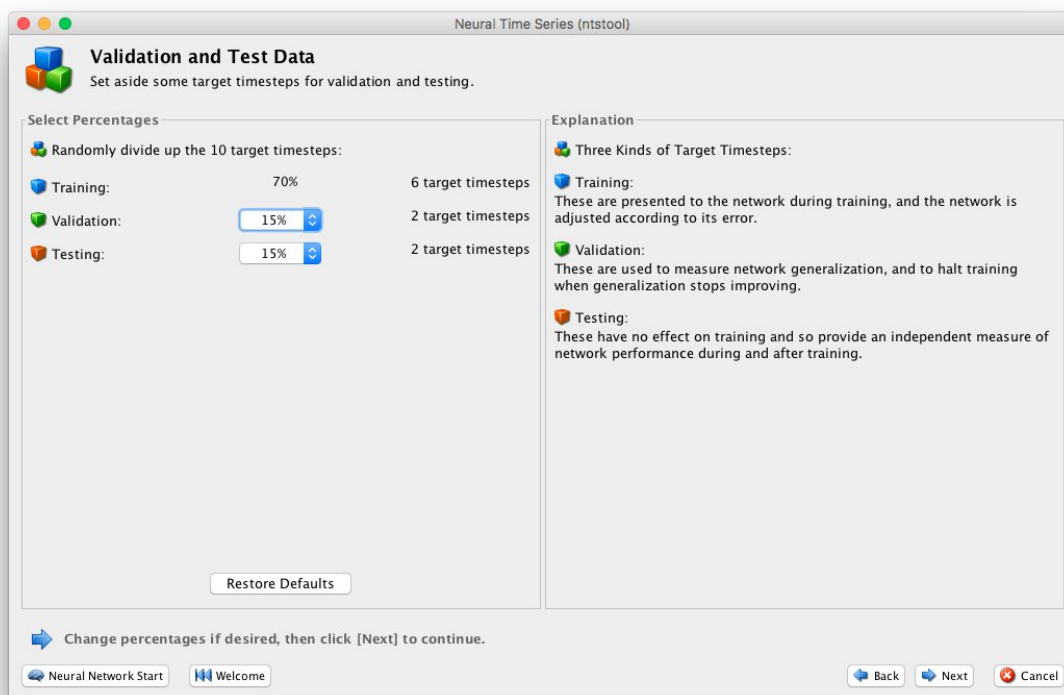 Neural Time Series (ntstool)
Validation and Test Data
Set aside some target timesteps for validation and testing.
Select Percentages
Randomly divide up the 10 target timesteps:
Training: 70% 6 target timesteps
Validation: 15% 2 target timesteps
Testing: 15% 2 target timesteps
Restore Defaults
Explanation
Three Kinds of Target Timesteps:
Training:
These are presented to the network during training, and the network is
adjusted according to its error.
Validation:
These are used to measure network generalization, and to halt training
when generalization stops improving.
Testing:
These have no effect on training and so provide an independent measure of
network performance during and after training.
Change percentages if desired, then click [Next] to continue.
Neural Network Start Welcome Back Next Cancel